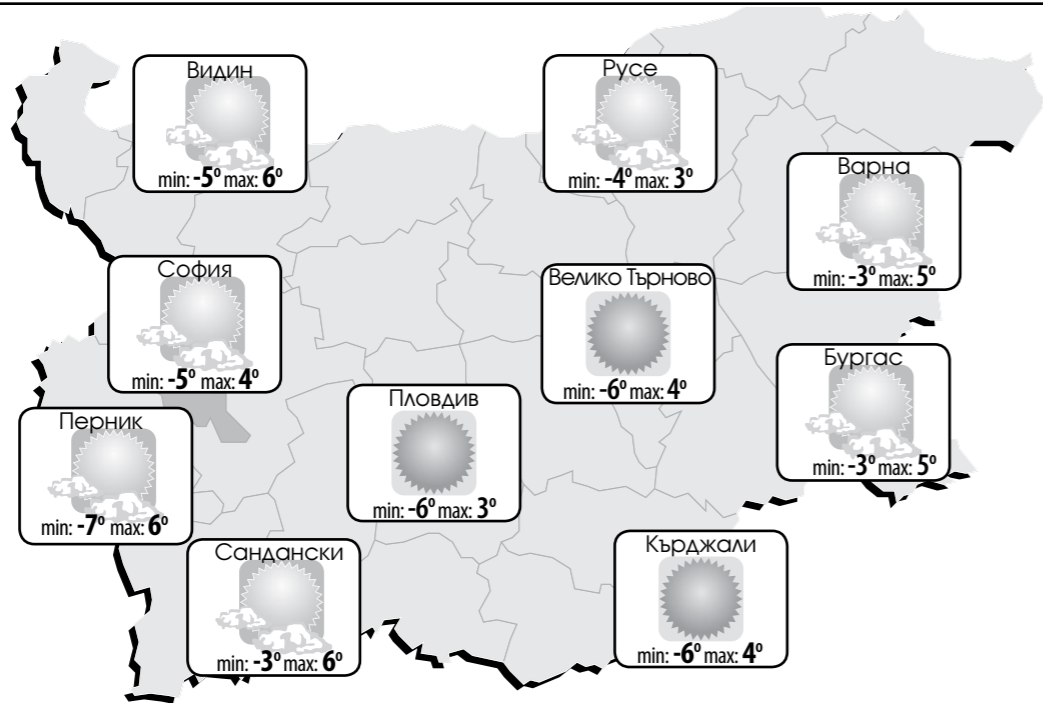 Видин
min: -5° max: 6°
Русе
min: -4° max: 3°
Варна
min: -3° max: 5°
София
min: -5° max: 4°
Велико Търново
min: -6° max: 4°
Бургас
min: -3° max: 5°
Пловдив
min: -6° max: 3°
Перник
min: -7° max: 6°
Сандански
min: -3° max: 6°
Кърджали
min: -6° max: 4°